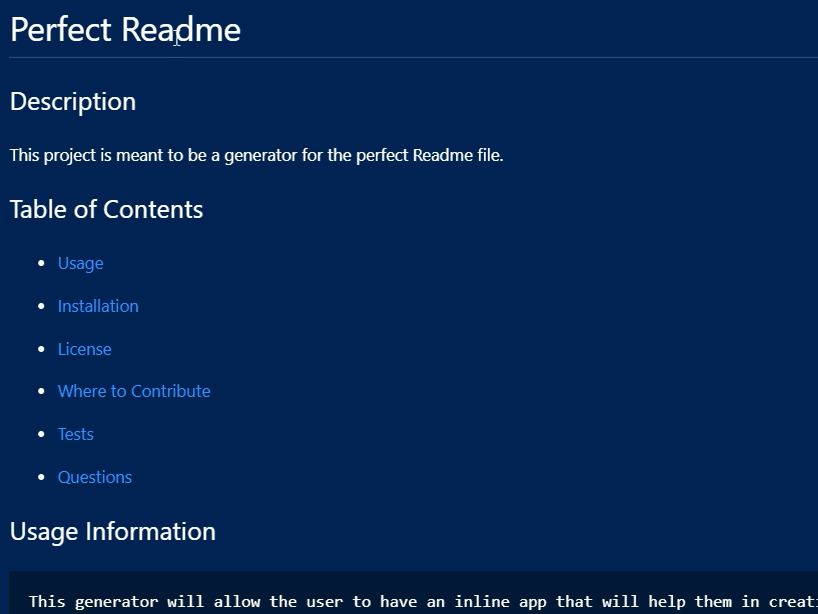 Perfect Readme
Description
This project is meant to be a generator for the perfect Readme file.
Table of Contents
Usage
Installation
License
Where to Contribute
Tests
Questions
Usage Information
This generator will allow the user to have an inline app that will help them in